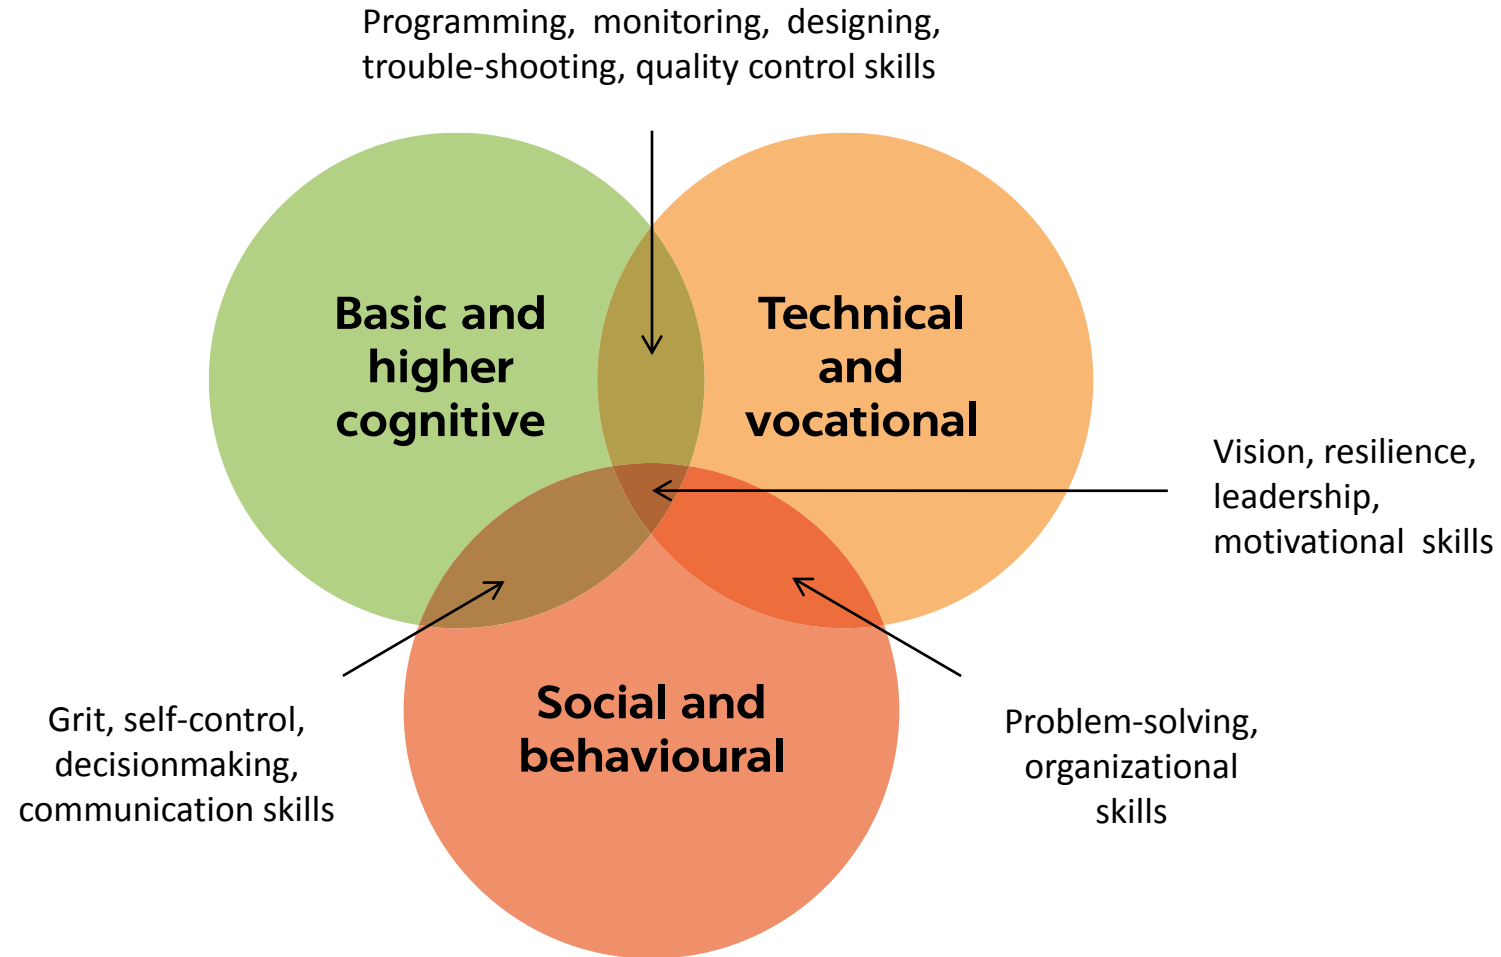 Programming, monitoring, designing,
trouble-shooting, quality control skills
Basic and
higher
cognitive
Technical
and
vocational
Vision, resilience,
leadership,
motivational skills
Grit, self-control,
decisionmaking,
communication skills
Social and
behavioural
Problem-solving,
organizational
skills